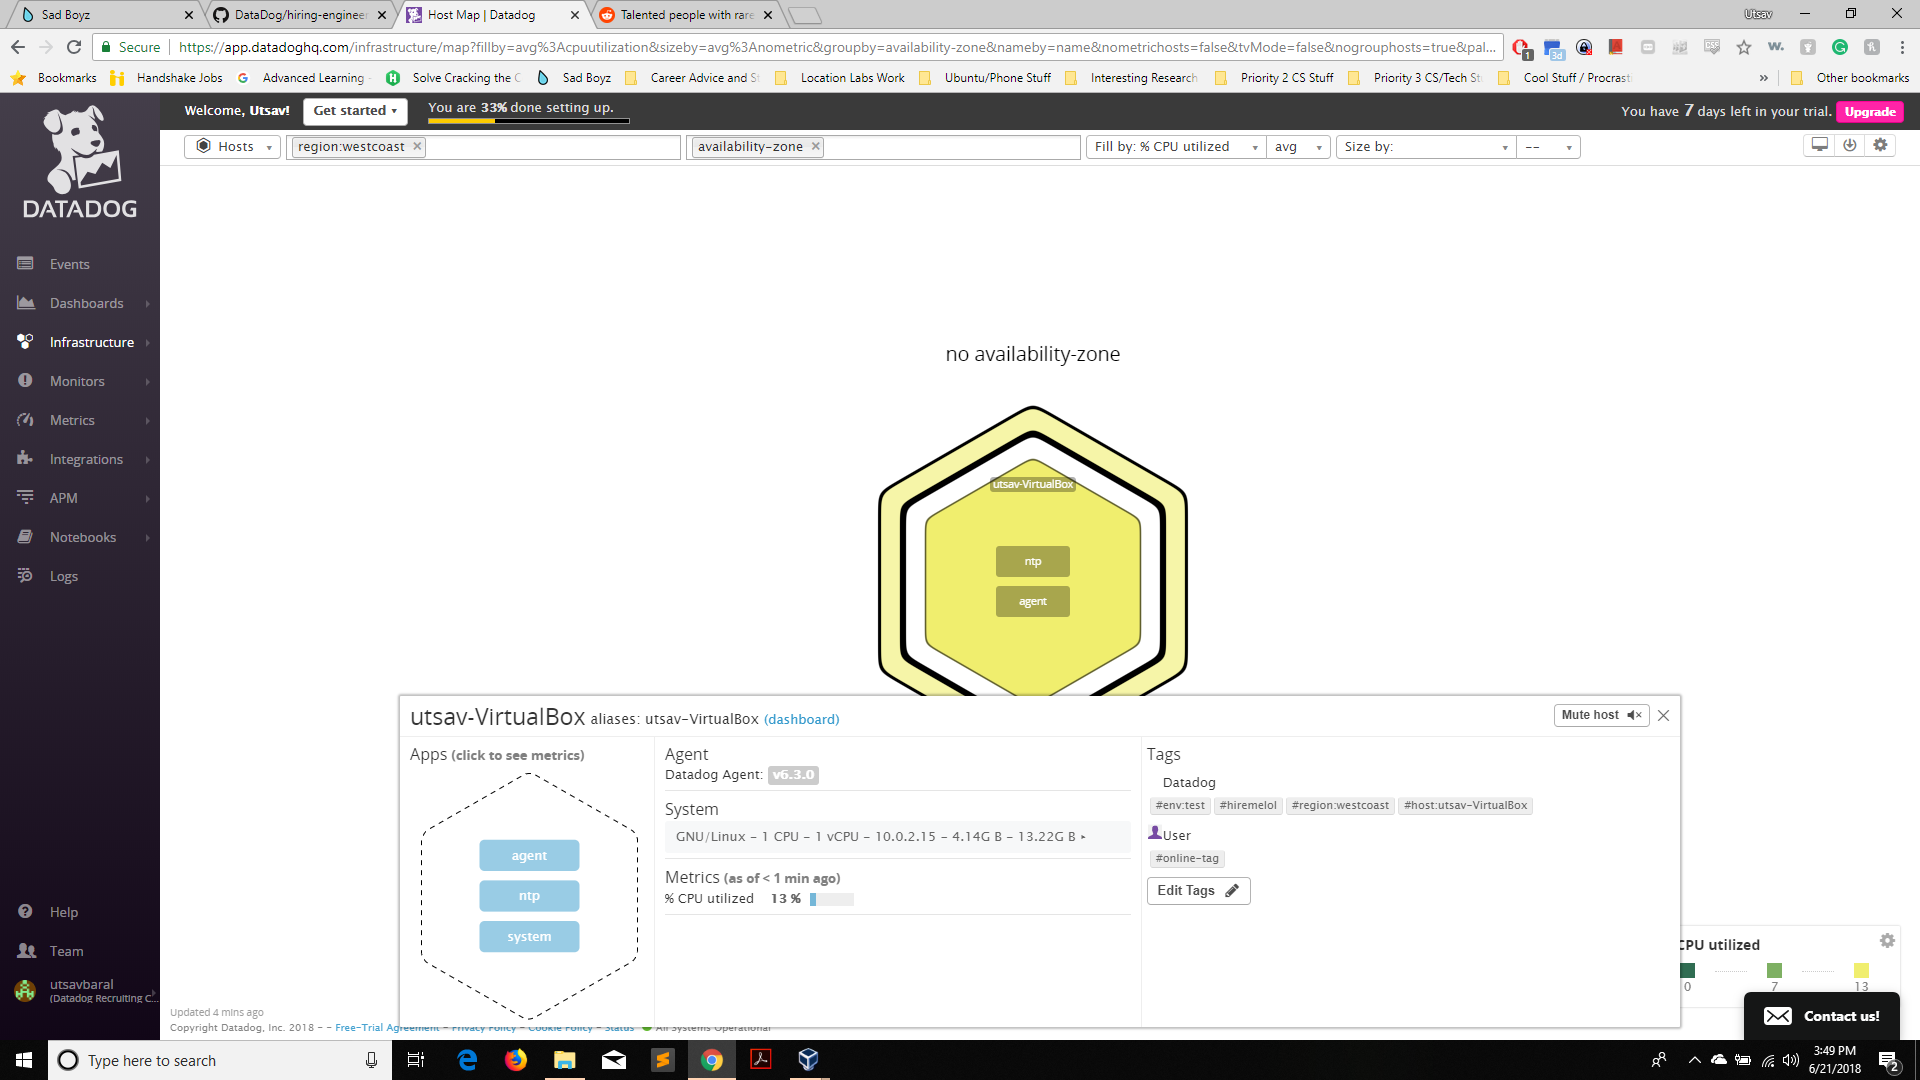 Sad Boyz
DataDog/hiring-engineer
Host Map | Datadog
Talented people with rare
Utsav
Secure
https://app.datadoghq.com/infrastructure/map?fillby=avg%3Acpuutilization&sizeby=avg%3Anometric&groupby=availability-zone&nameby=name&nometrichosts=false&tvMode=false&nogrouphosts=true&pal...
Bookmarks
Handshake Jobs
Advanced Learning
Solve Cracking the C
Sad Boyz
Career Advice and St
Location Labs Work
Ubuntu/Phone Stuff
Interesting Research
Priority 2 CS Stuff
Priority 3 CS/Tech St
Cool Stuff / Procrast
»
Other bookmarks
DATADOG
Welcome, Utsav!
Get started
You are 33% done setting up.
You have 7 days left in your trial.
Upgrade
Hosts
region:westcoast
availability-zone
Fill by: % CPU utilized
avg
Size by:
--
Events
Dashboards
Infrastructure
Monitors
Metrics
Integrations
APM
Notebooks
Logs
Help
Team
utsavbaral
(Datadog Recruiting C...
no availability-zone
utsav-VirtualBox
ntp
agent
utsav-VirtualBox aliases: utsav-VirtualBox (dashboard)
Mute host
Apps (click to see metrics)
agent
ntp
system
Agent
Datadog Agent: v6.3.0
System
GNU/Linux - 1 CPU - 1 vCPU - 10.0.2.15 - 4.14G B - 13.22G B
Metrics (as of < 1 min ago)
% CPU utilized 13 %
Tags
Datadog
#env:test #hiremelol #region:westcoast #host:utsav-VirtualBox
User
#online-tag
Edit Tags
CPU utilized
0 7 13
Updated 4 mins ago
Copyright Datadog, Inc. 2018 - - Free-Trial Agreement - Privacy Policy - Cookie Policy - Status All Systems Operational
Contact us!
Type here to search
3:49 PM
6/21/2018
2